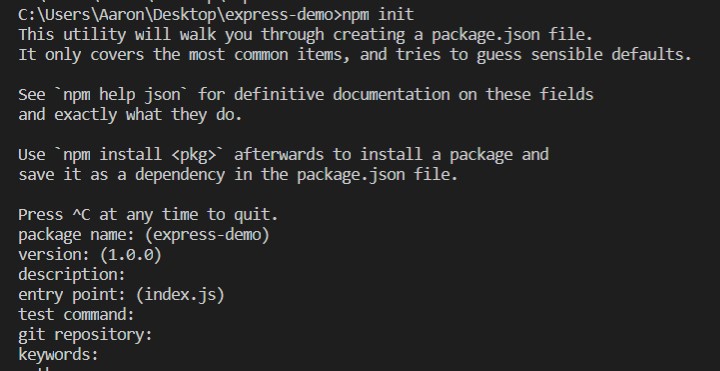 C:\Users\Aaron\Desktop\express-demo>npm init
This utility will walk you through creating a package.json file.
It only covers the most common items, and tries to guess sensible defaults.
See `npm help json` for definitive documentation on these fields
and exactly what they do.
Use `npm install <pkg>` afterwards to install a package and
save it as a dependency in the package.json file.
Press ^C at any time to quit.
package name: (express-demo)
version: (1.0.0)
description:
entry point: (index.js)
test command:
git repository:
keywords: